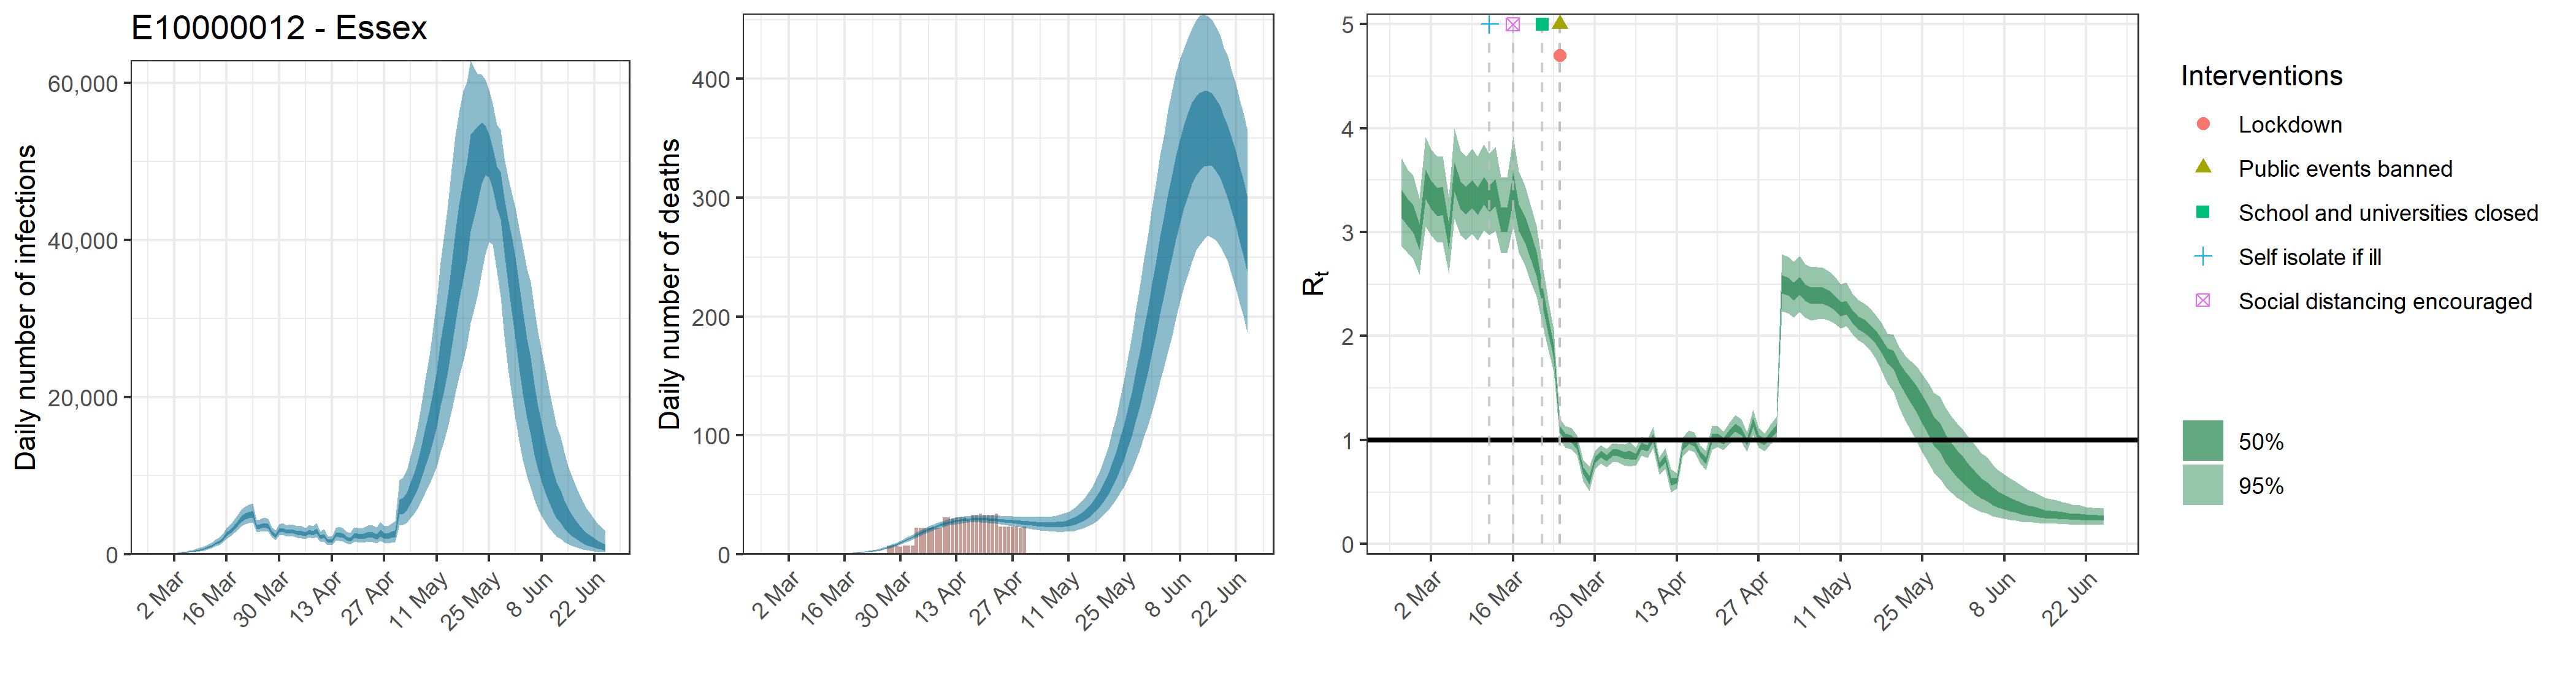 E10000012 - Essex
Daily number of infections
60,000
40,000
20,000
0
2 Mar
16 Mar
30 Mar
13 Apr
27 Apr
11 May
25 May
8 Jun
22 Jun
Daily number of deaths
400
300
200
100
0
2 Mar
16 Mar
30 Mar
13 Apr
27 Apr
11 May
25 May
8 Jun
22 Jun
Rt
5
4
3
2
1
0
2 Mar
16 Mar
30 Mar
13 Apr
27 Apr
11 May
25 May
8 Jun
22 Jun
Interventions
Lockdown
Public events banned
School and universities closed
Self isolate if ill
Social distancing encouraged
50%
95%